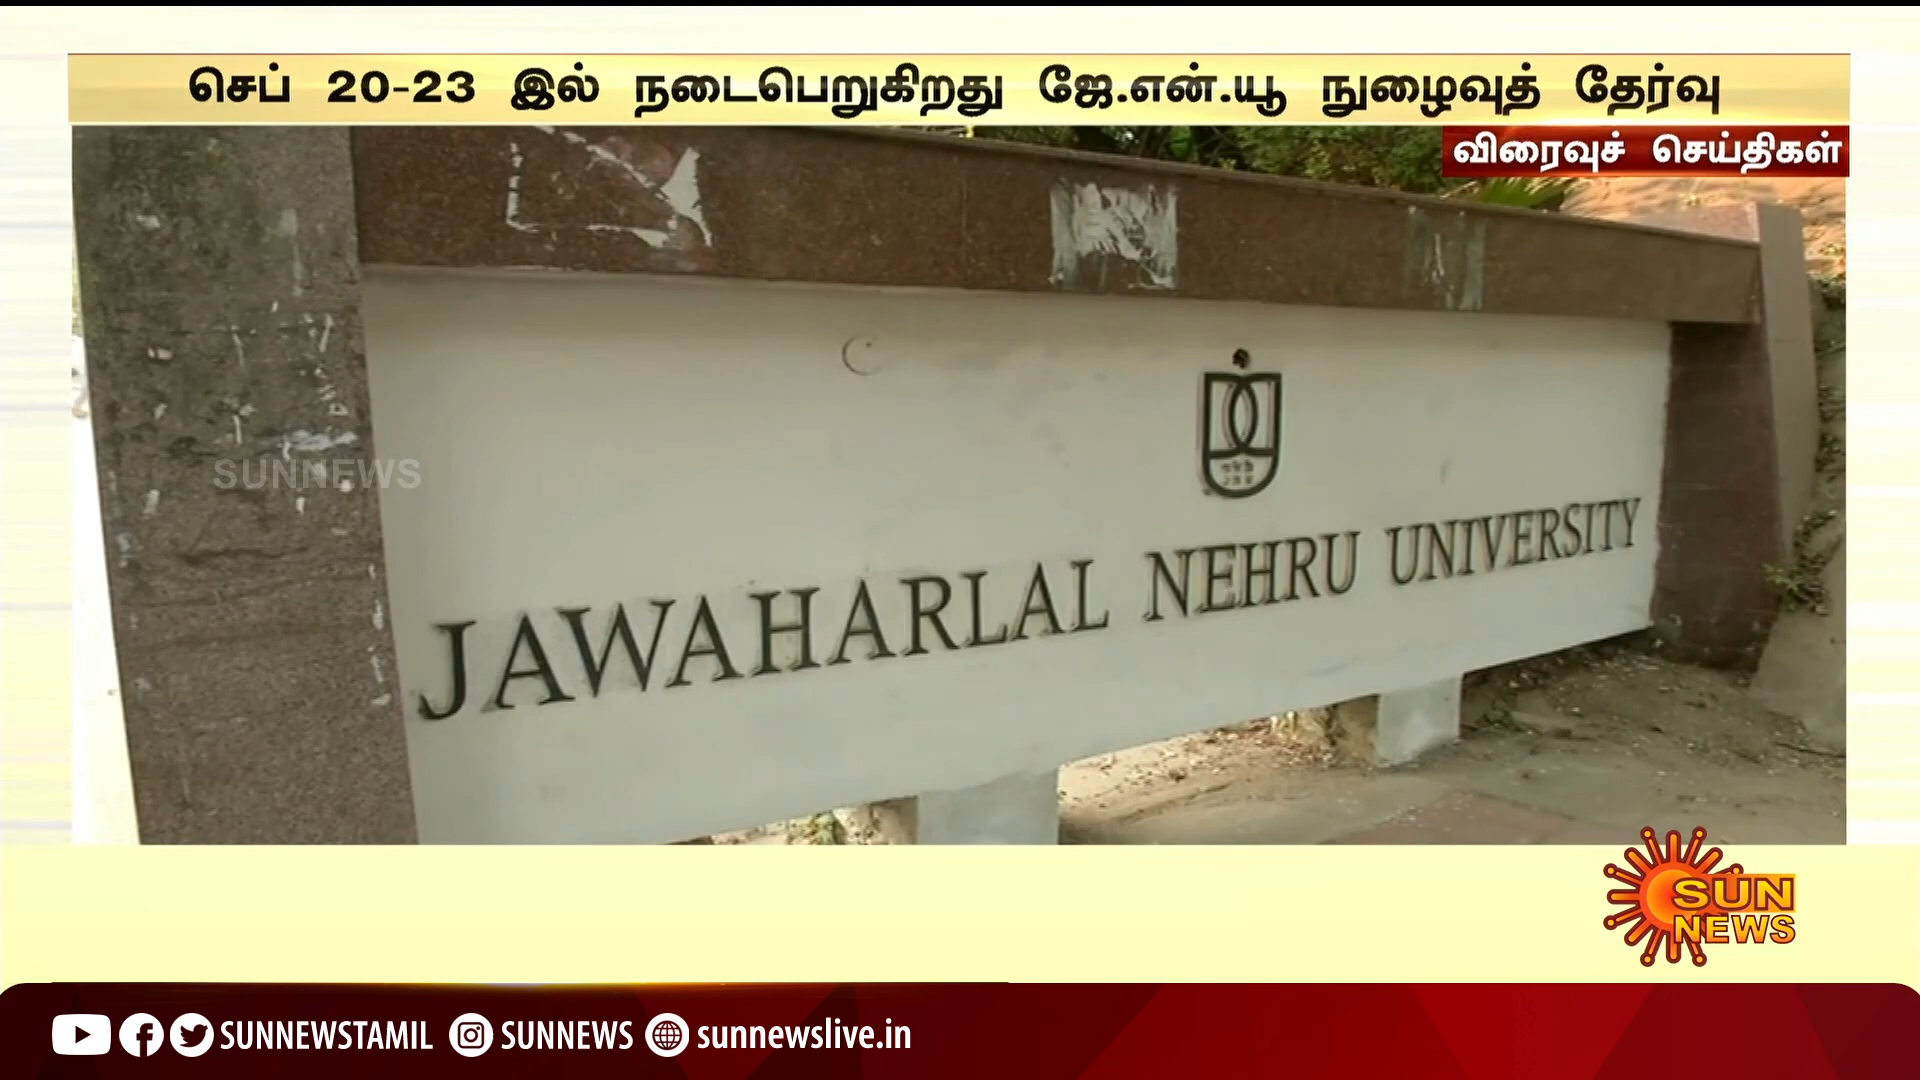 செப் 20-23 இல் நடைபெறுகிறது ஜே.என்.யூ நுழைவுத் தேர்வு
விரைவுச் செய்திகள்
SUNNEWS
JAWAHARLAL NEHRU UNIVERSITY
SUN
NEWS
SUNNEWSTAMIL SUNNEWS sunnewslive.in